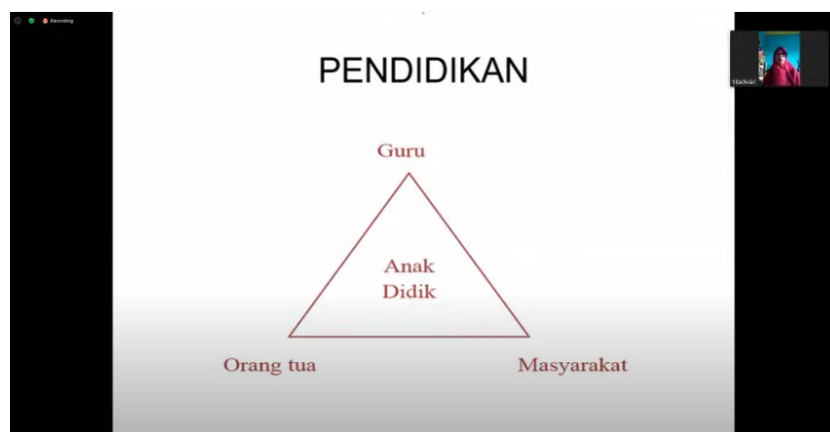 Recording
PENDIDIKAN
Guru
Anak
Didik
Orang tua
Masyarakat